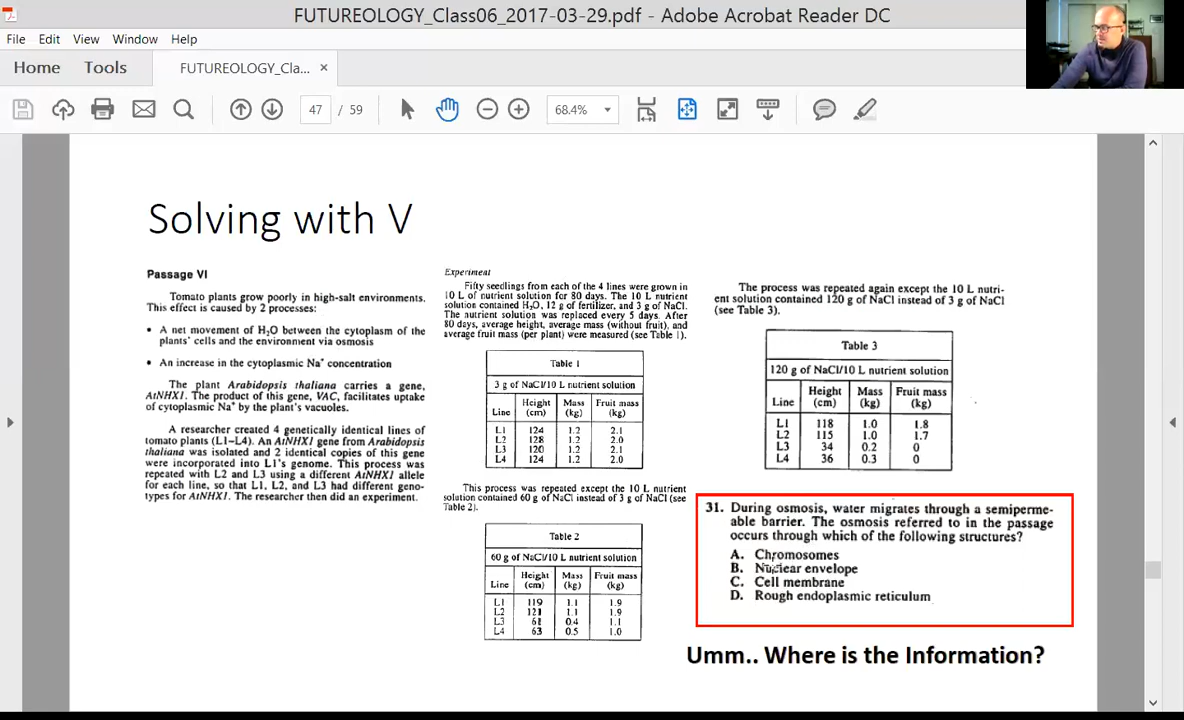 FUTUREOLOGY_Class06_2017-03-29.pdf - Adobe Acrobat Reader DC
File Edit View Window Help
Home Tools FUTUREOLOGY_Cla... ×
47 / 59 68.4%
Solving with V
Passage VI
Tomato plants grow poorly in high-salt environments.
This effect is caused by 2 processes:
• A net movement of H₂O between the cytoplasm of the
plants' cells and the environment via osmosis
• An increase in the cytoplasmic Na⁺ concentration
The plant Arabidopsis thaliana carries a gene,
AtNHX1. The product of this gene, VAC, facilitates uptake
of cytoplasmic Na⁺ by the plant's vacuoles.
A researcher created 4 genetically identical lines of
tomato plants (L1–L4). An AtNHX1 gene from Arabidopsis
thaliana was isolated and 2 identical copies of this gene
were incorporated into L1's genome. This process was
repeated with L2 and L3 using a different AtNHX1 allele
for each line, so that L1, L2, and L3 had different geno-
types for AtNHX1. The researcher then did an experiment.
Experiment
Fifty seedlings from each of the 4 lines were grown in
10 L of nutrient solution for 80 days. The 10 L nutrient
solution contained H₂O, 12 g of fertilizer, and 3 g of NaCl.
The nutrient solution was replaced every 5 days. After
80 days, average height, average mass (without fruit), and
average fruit mass (per plant) were measured (see Table 1).
Table 1
3 g of NaCl/10 L nutrient solution
Line Height (cm) Mass (kg) Fruit mass (kg)
L1 124 1.2 2.1
L2 128 1.2 2.0
L3 120 1.2 2.1
L4 124 1.2 2.0
This process was repeated except the 10 L nutrient
solution contained 60 g of NaCl instead of 3 g of NaCl (see
Table 2).
Table 2
60 g of NaCl/10 L nutrient solution
Line Height (cm) Mass (kg) Fruit mass (kg)
L1 119 1.1 1.9
L2 121 1.1 1.9
L3 61 0.4 1.1
L4 63 0.5 1.0
The process was repeated again except the 10 L nutri-
ent solution contained 120 g of NaCl instead of 3 g of NaCl
(see Table 3).
Table 3
120 g of NaCl/10 L nutrient solution
Line Height (cm) Mass (kg) Fruit mass (kg)
L1 118 1.0 1.8
L2 115 1.0 1.7
L3 34 0.2 0
L4 36 0.3 0
31. During osmosis, water migrates through a semiperme-
able barrier. The osmosis referred to in the passage
occurs through which of the following structures?
A. Chromosomes
B. Nuclear envelope
C. Cell membrane
D. Rough endoplasmic reticulum
Umm.. Where is the Information?